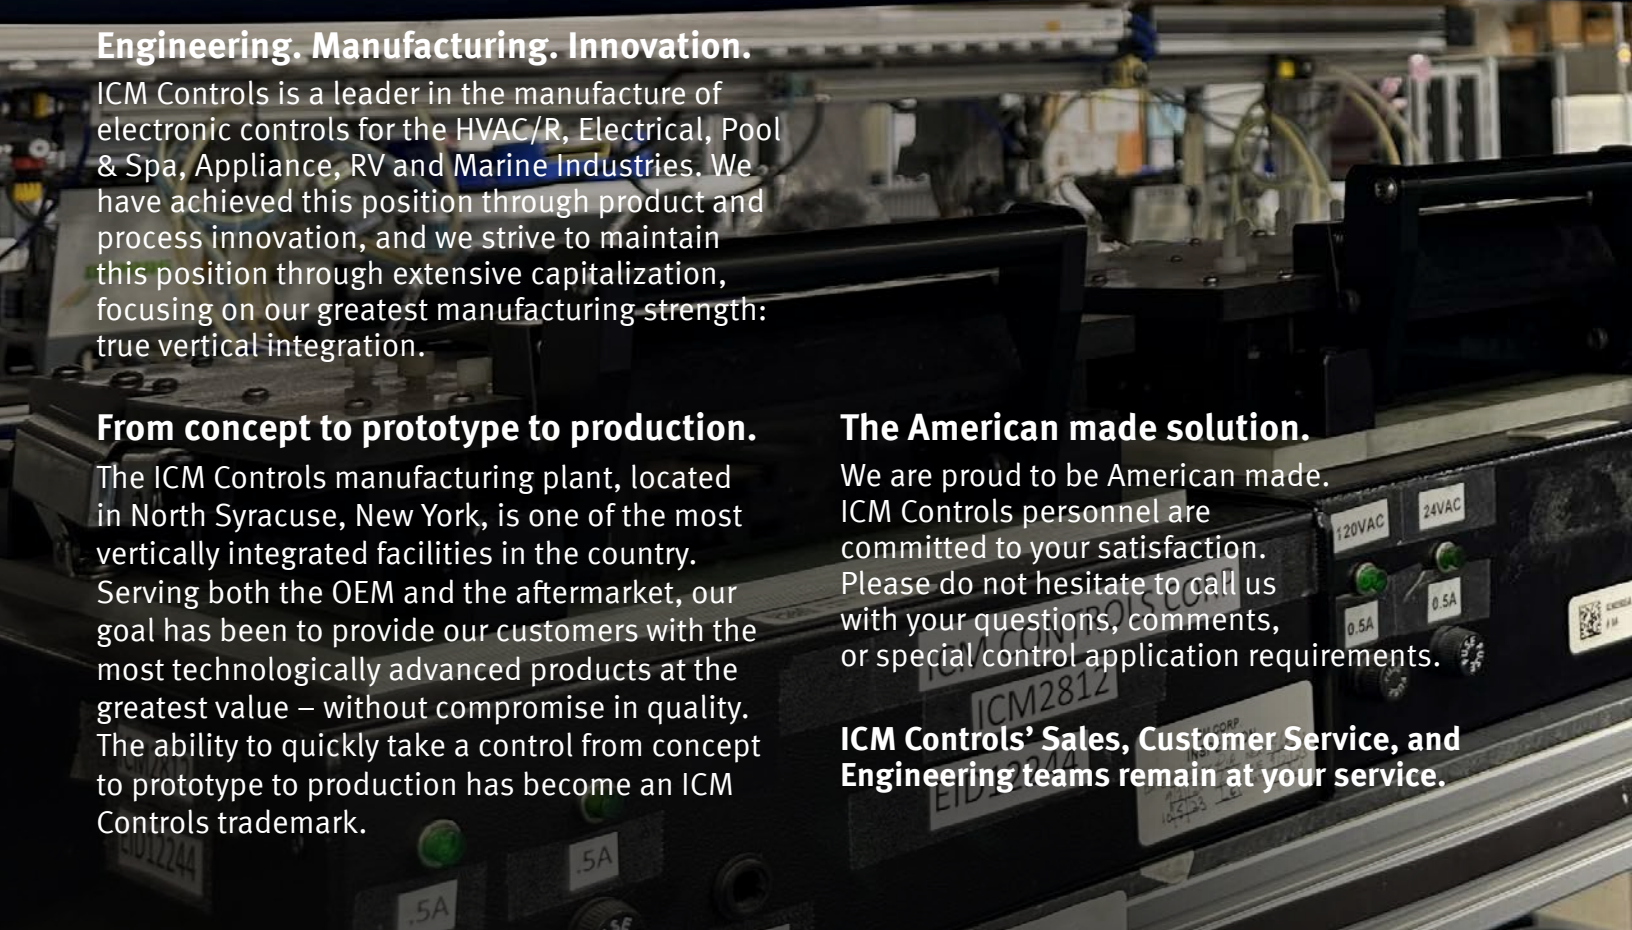 Engineering. Manufacturing. Innovation.
ICM Controls is a leader in the manufacture of
electronic controls for the HVAC/R, Electrical, Pool
& Spa, Appliance, RV and Marine Industries. We
have achieved this position through product and
process innovation, and we strive to maintain
this position through extensive capitalization,
focusing on our greatest manufacturing strength:
true vertical integration.
From concept to prototype to production.
The ICM Controls manufacturing plant, located
in North Syracuse, New York, is one of the most
vertically integrated facilities in the country.
Serving both the OEM and the aftermarket, our
goal has been to provide our customers with the
most technologically advanced products at the
greatest value – without compromise in quality.
The ability to quickly take a control from concept
to prototype to production has become an ICM
Controls trademark.
The American made solution.
We are proud to be American made.
ICM Controls personnel are
committed to your satisfaction.
Please do not hesitate to call us
with your questions, comments,
or special control application requirements.
ICM Controls’ Sales, Customer Service, and
Engineering teams remain at your service.
120VAC
24VAC
0.5A
0.5A
ICM CONTROLS CORP
ICM2812
EID12244
CORP.
EID12244
.5A
.5A